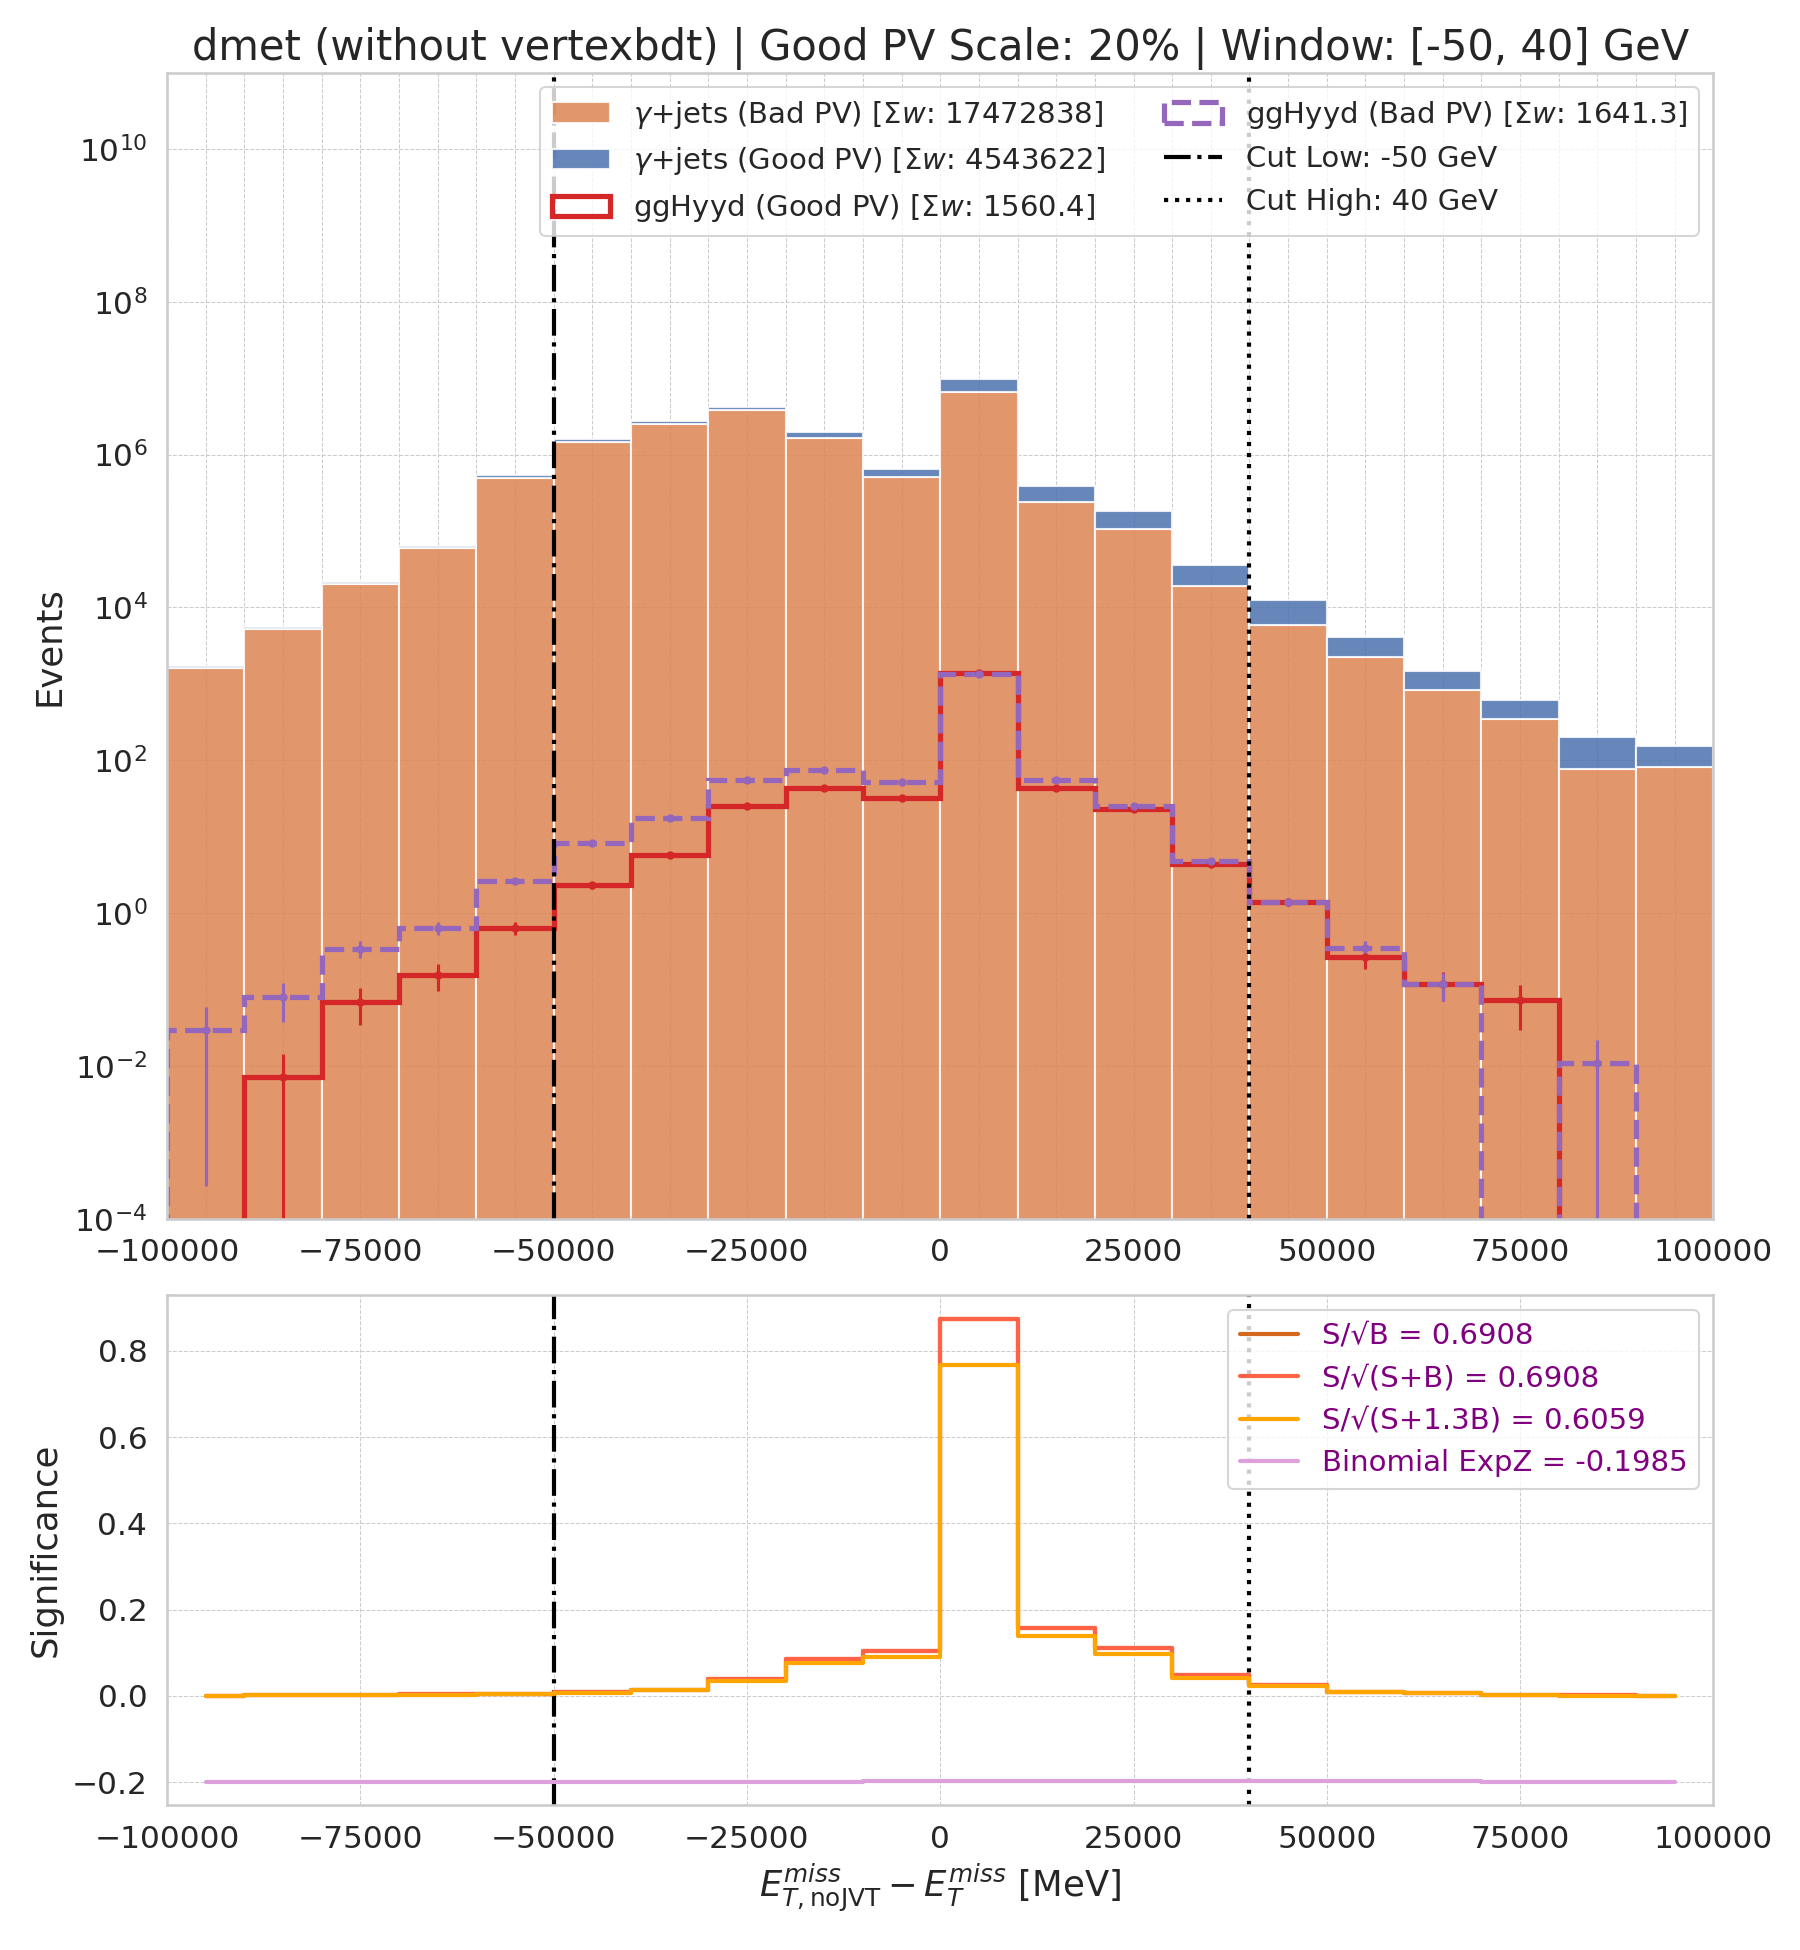 dmet (without vertexbdt) | Good PV Scale: 20% | Window: [-50, 40] GeV
γ+jets (Bad PV) [Σw: 17472838]
γ+jets (Good PV) [Σw: 4543622]
ggHyyd (Good PV) [Σw: 1560.4]
ggHyyd (Bad PV) [Σw: 1641.3]
Cut Low: -50 GeV
Cut High: 40 GeV
Events
10^10
10^8
10^6
10^4
10^2
10^0
10^−2
10^−4
−100000 −75000 −50000 −25000 0 25000 50000 75000 100000
S/√B = 0.6908
S/√(S+B) = 0.6908
S/√(S+1.3B) = 0.6059
Binomial ExpZ = -0.1985
Significance
0.8
0.6
0.4
0.2
0.0
−0.2
−100000 −75000 −50000 −25000 0 25000 50000 75000 100000
E_{T,noJVT}^{miss} − E_T^{miss} [MeV]